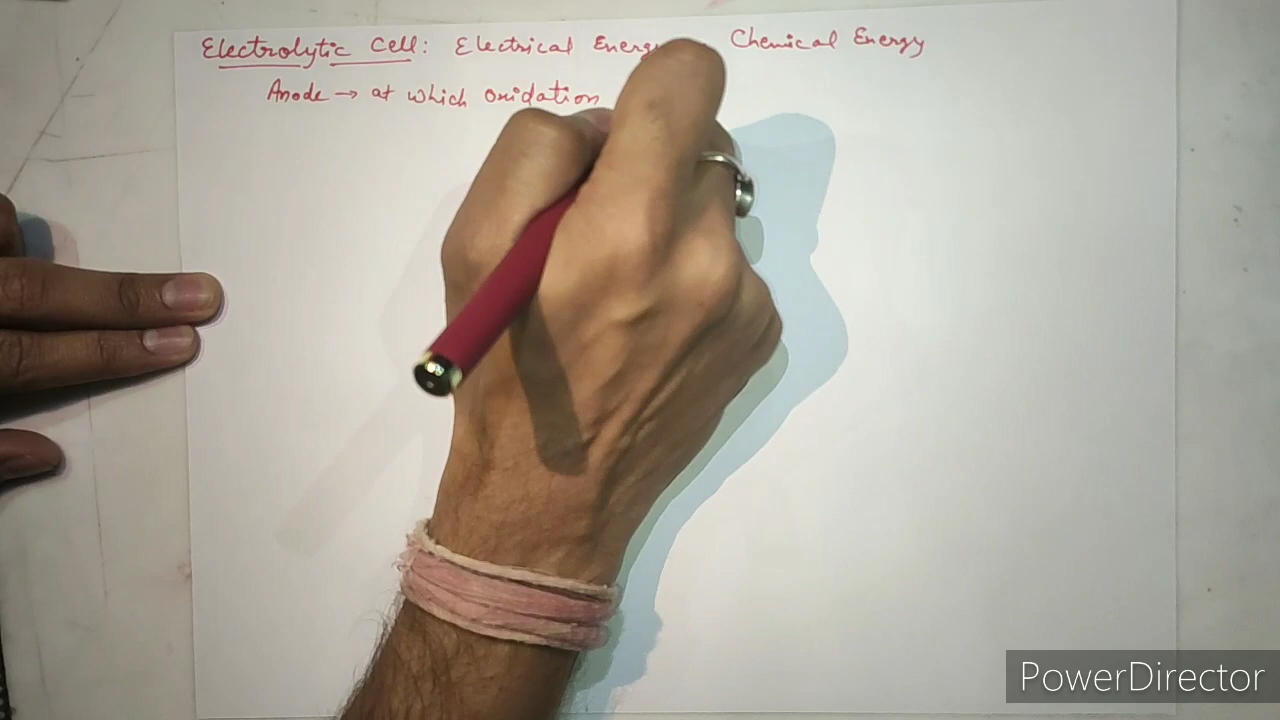 Electrolytic Cell: Electrical Energy Chemical Energy
Anode → at which oxidation
PowerDirector